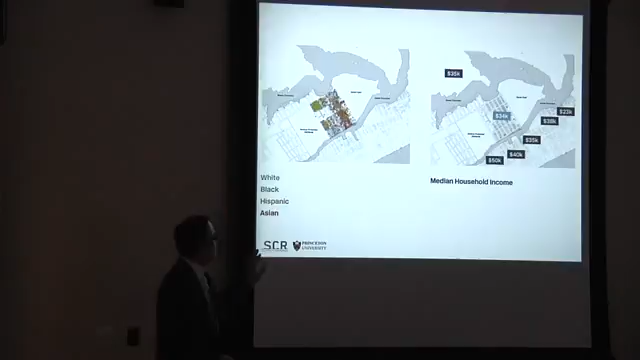 $35k
$34k
$23k
$38k
$35k
$40k
$50k
White
Black
Hispanic
Asian
Median Household Income
SCR
PRINCETON
UNIVERSITY